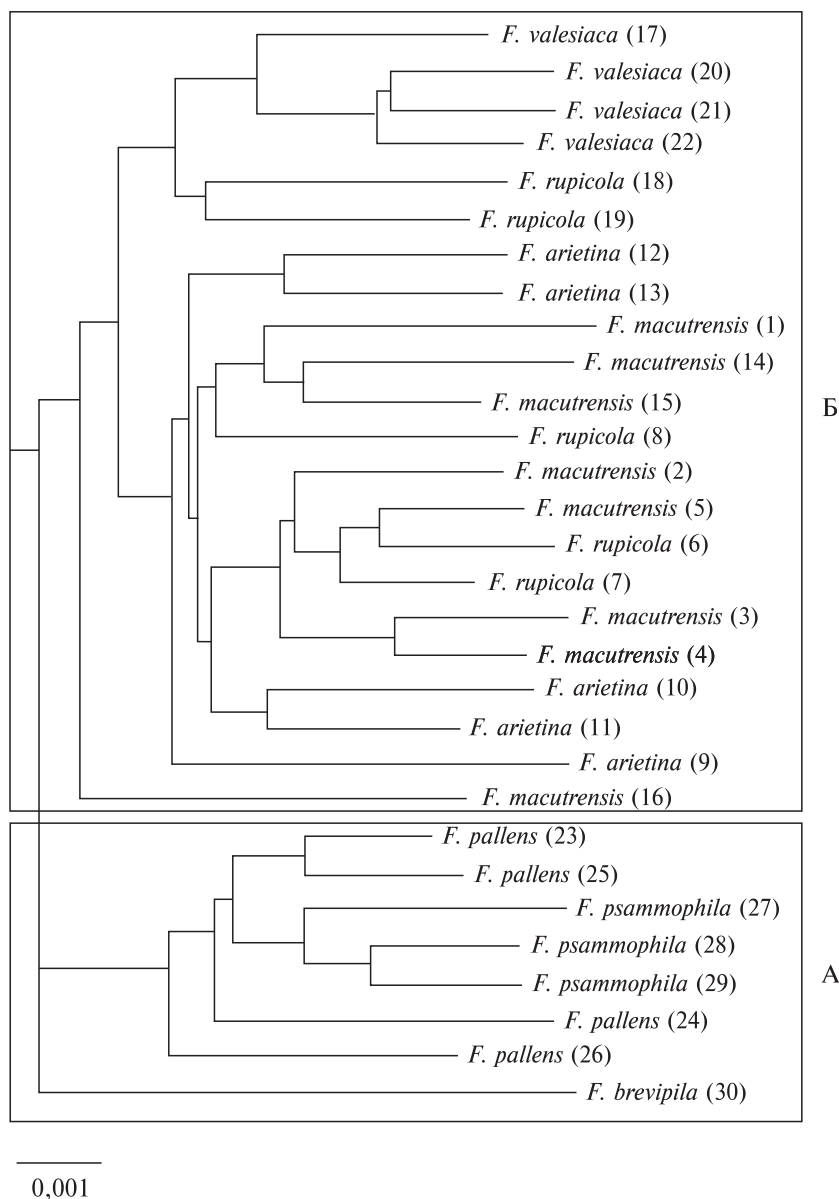 F. valesiaca (17)
F. valesiaca (20)
F. valesiaca (21)
F. valesiaca (22)
F. rupicola (18)
F. rupicola (19)
F. arietina (12)
F. arietina (13)
F. macutrensis (1)
F. macutrensis (14)
F. macutrensis (15)
Б
F. rupicola (8)
F. macutrensis (2)
F. macutrensis (5)
F. rupicola (6)
F. rupicola (7)
F. macutrensis (3)
F. macutrensis (4)
F. arietina (10)
F. arietina (11)
F. arietina (9)
F. macutrensis (16)
F. pallens (23)
F. pallens (25)
F. psammophila (27)
F. psammophila (28)
А
F. psammophila (29)
F. pallens (24)
F. pallens (26)
F. brevipila (30)
0,001